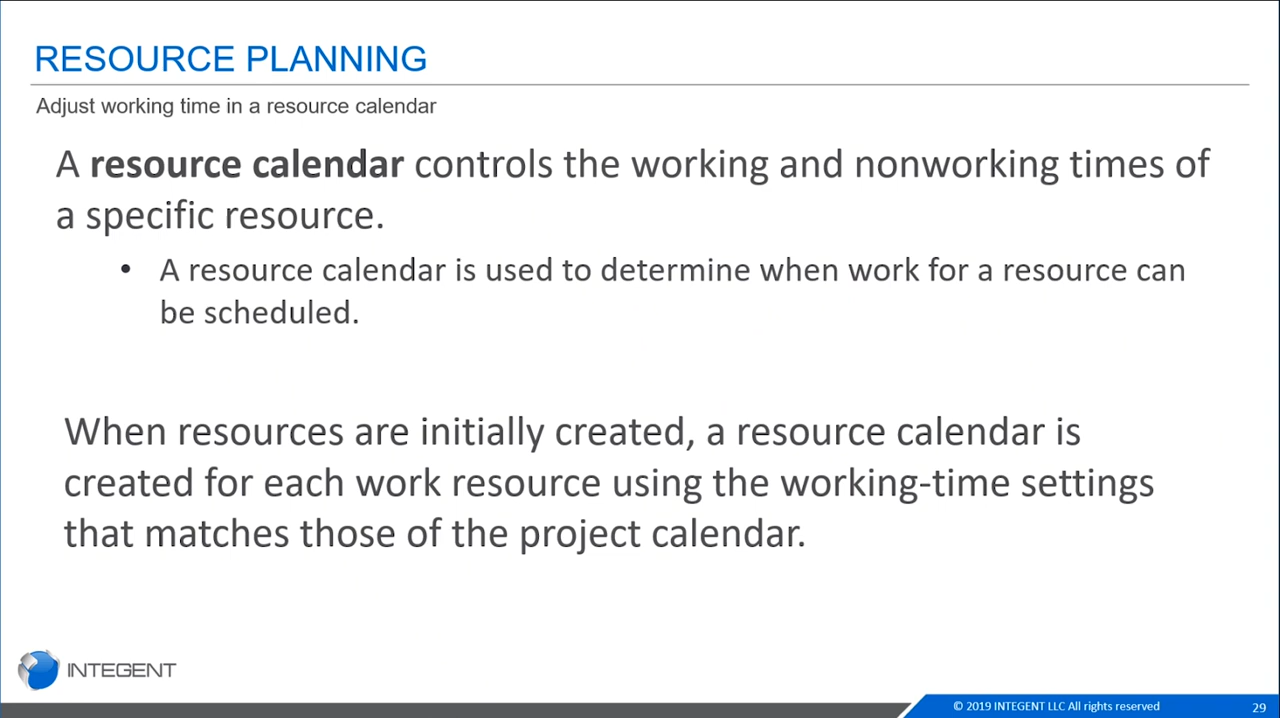 RESOURCE PLANNING
Adjust working time in a resource calendar
A resource calendar controls the working and nonworking times of
a specific resource.
• A resource calendar is used to determine when work for a resource can
be scheduled.
When resources are initially created, a resource calendar is
created for each work resource using the working-time settings
that matches those of the project calendar.
INTEGENT
© 2019 INTEGENT LLC All rights reserved
29